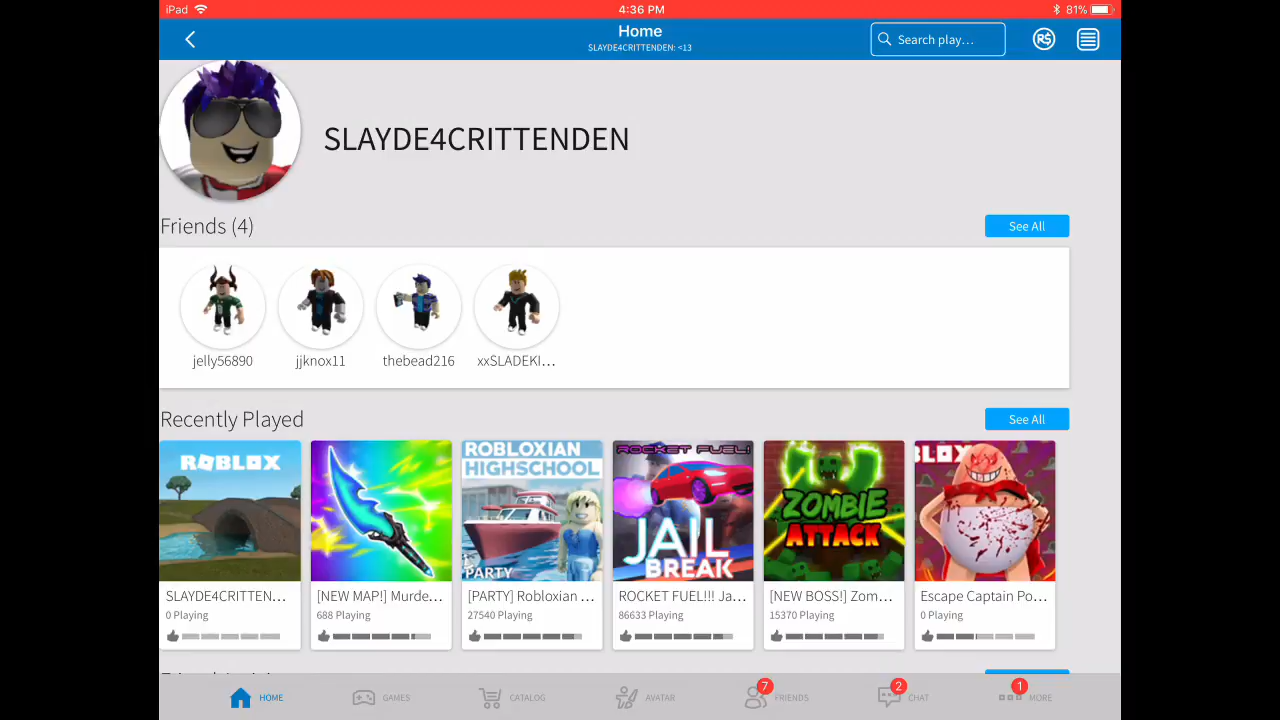 iPad 4:36 PM 81%
Home
SLAYDE4CRITTENDEN: <13
Search play...
R$
SLAYDE4CRITTENDEN
Friends (4) See All
jelly56890 jjknox11 thebead216 xxSLADEKI...
Recently Played See All
ROBLOX
ROBLOXIAN
HIGHSCHOOL
PARTY
ROCKET FUEL!
JAIL
BREAK
ZOMBIE
ATTACK
BLOX
SLAYDE4CRITTEN... [NEW MAP!] Murde... [PARTY] Robloxian ... ROCKET FUEL!!! Ja... [NEW BOSS!] Zom... Escape Captain Po...
0 Playing 688 Playing 27540 Playing 86633 Playing 15370 Playing 0 Playing
7 2 1
HOME GAMES CATALOG AVATAR FRIENDS CHAT MORE